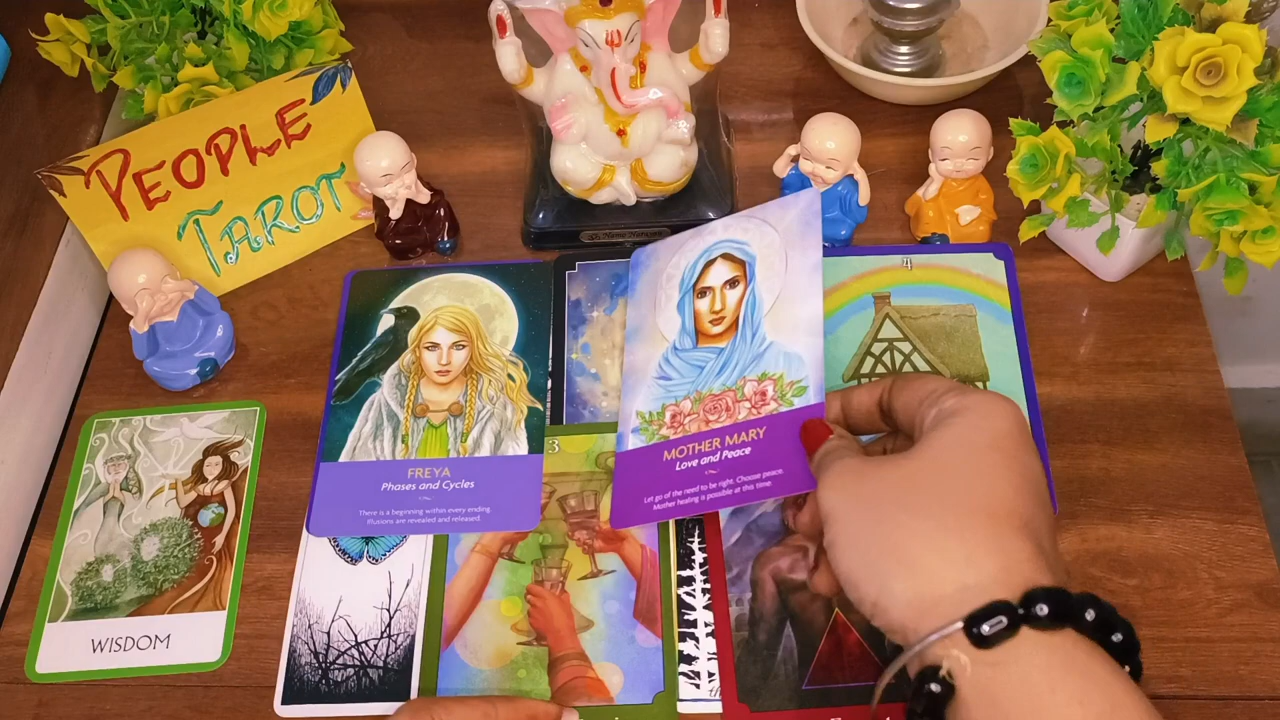 PEOPLE
TAROT
4
3
FREYA
Phases and Cycles
There is a beginning within every ending.
Illusions are revealed and released.
MOTHER MARY
Love and Peace
Let go of the need to be right. Choose peace.
Mother healing is possible at this time.
WISDOM